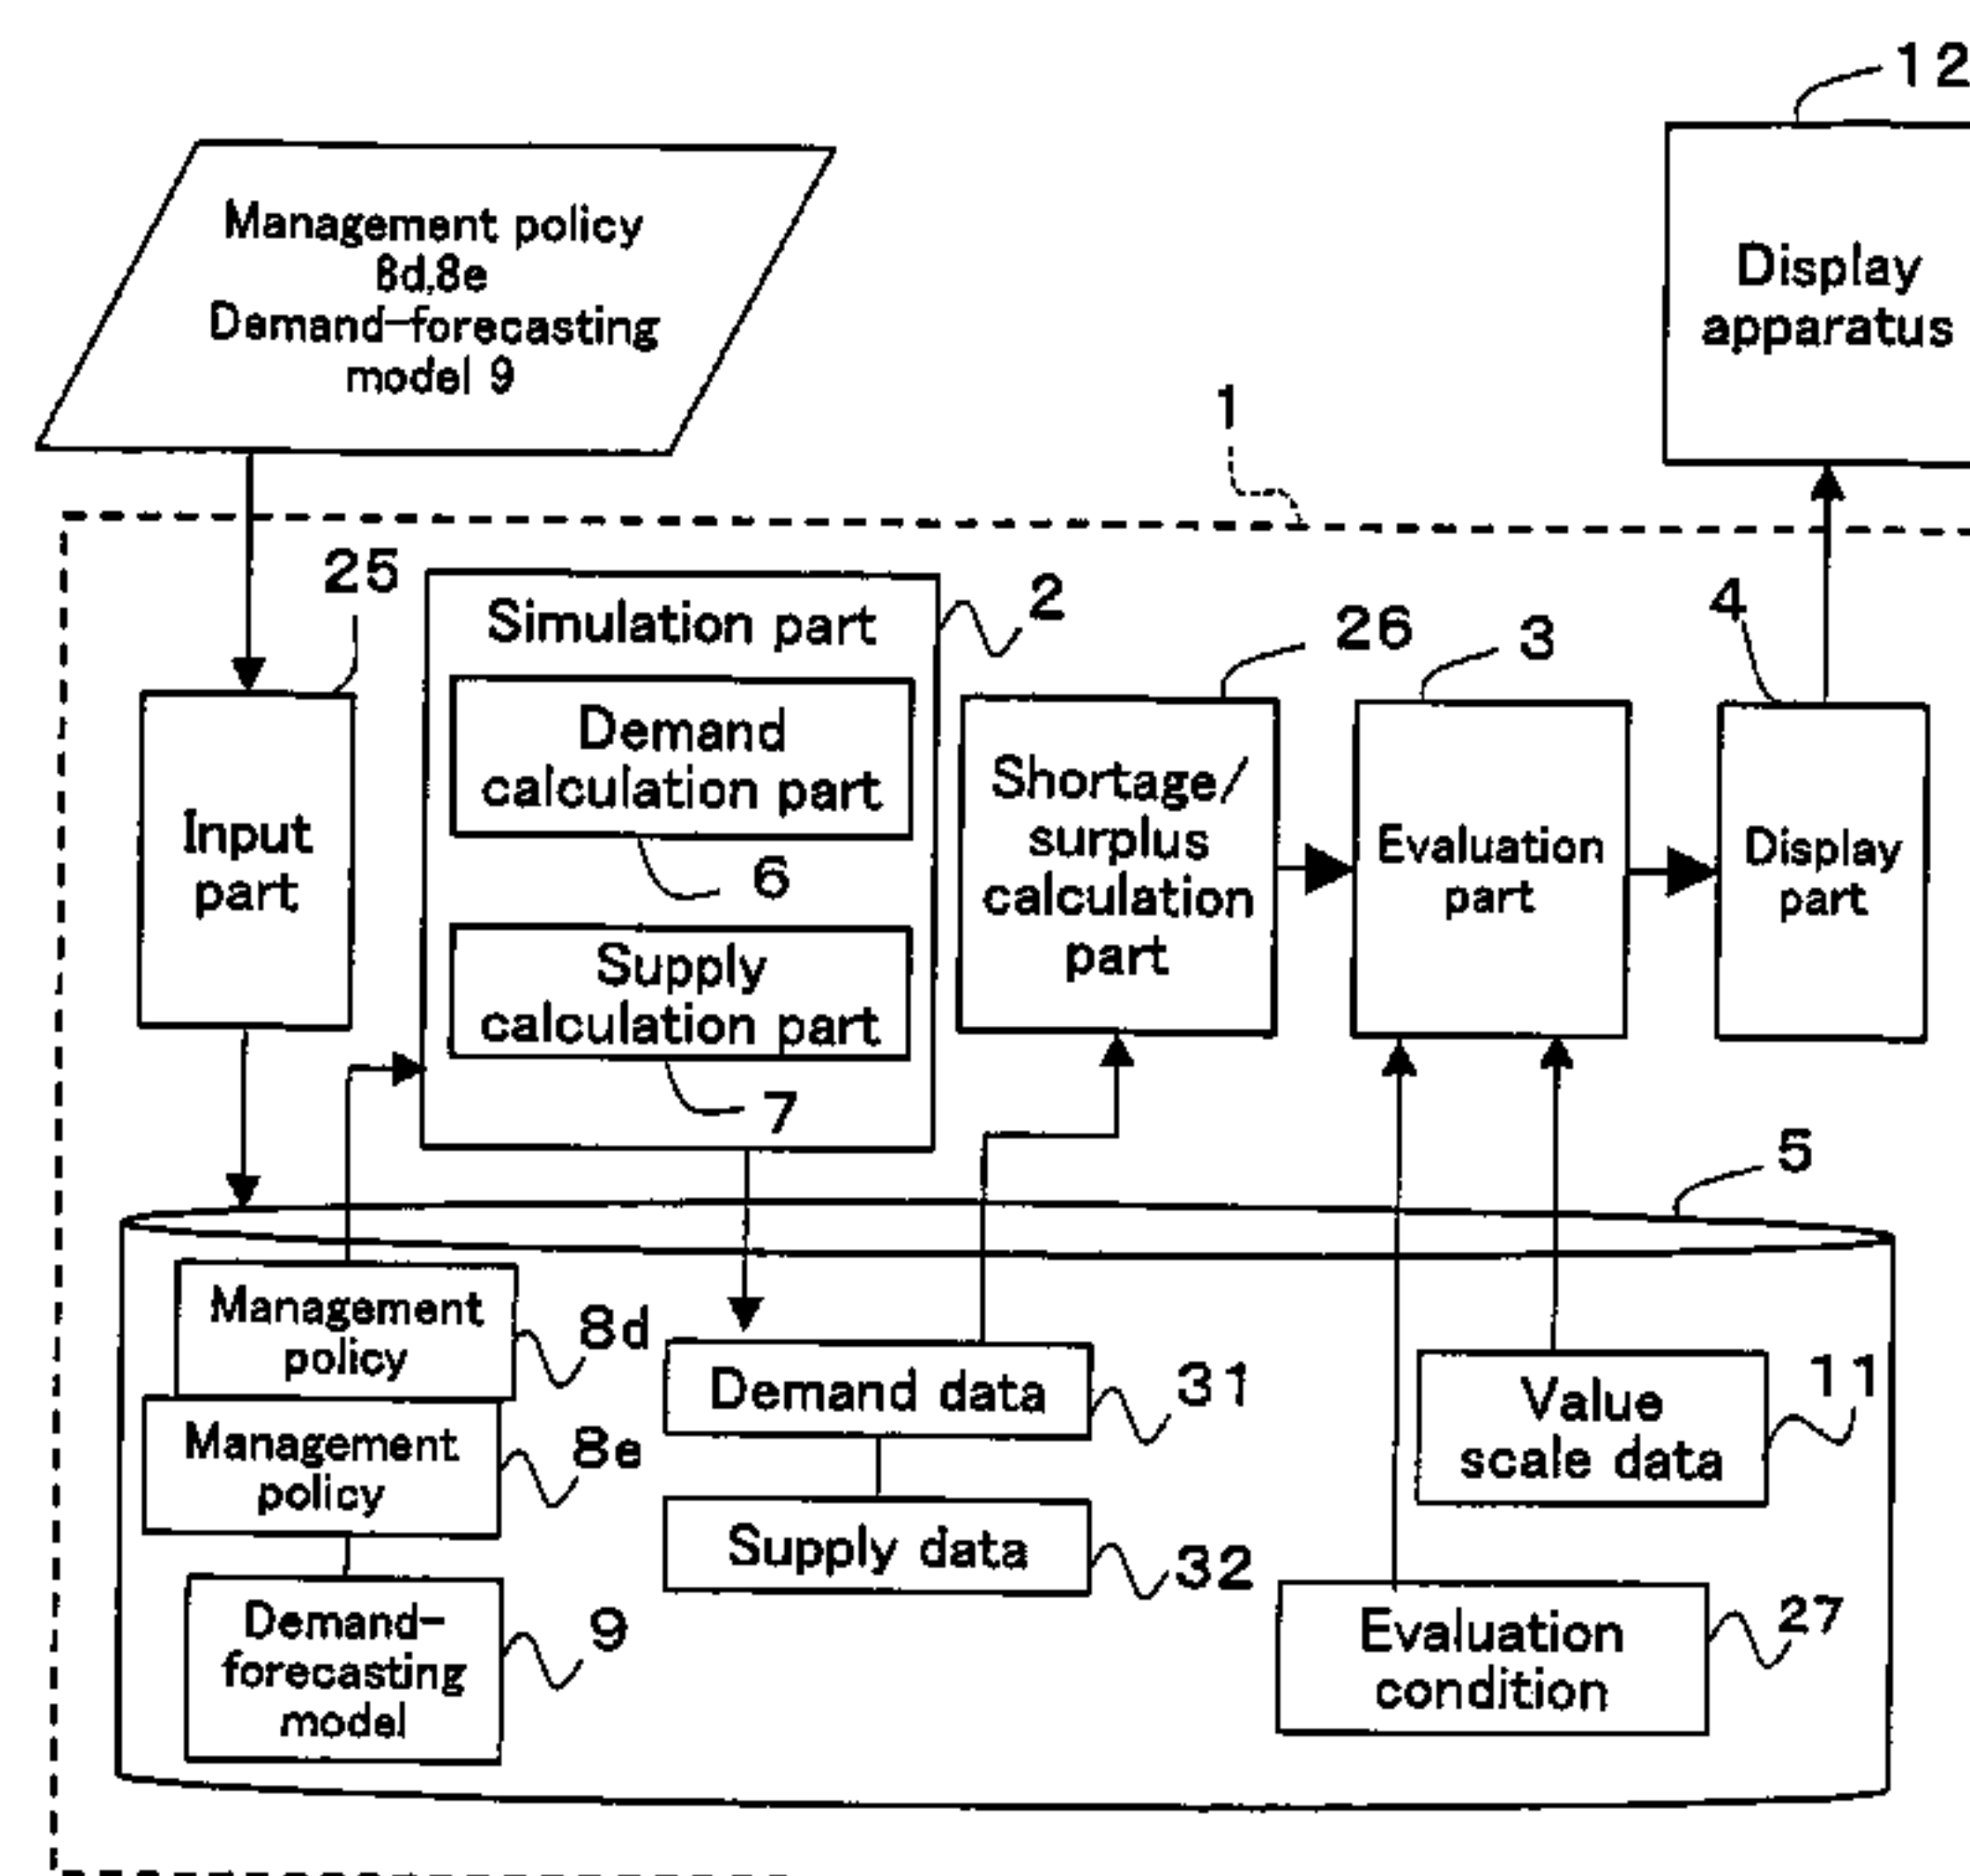 12
Management policy
8d,8e
Demand-forecasting
model 9
Display
apparatus
1
25
Simulation part
2
Demand
calculation part
6
Supply
calculation part
7
26
3
4
Input
part
Shortage/
surplus
calculation
part
Evaluation
part
Display
part
5
Management
policy
8d
Management
policy
8e
Demand-
forecasting
model
9
Demand data
31
Supply data
32
Value
scale data
11
Evaluation
condition
27